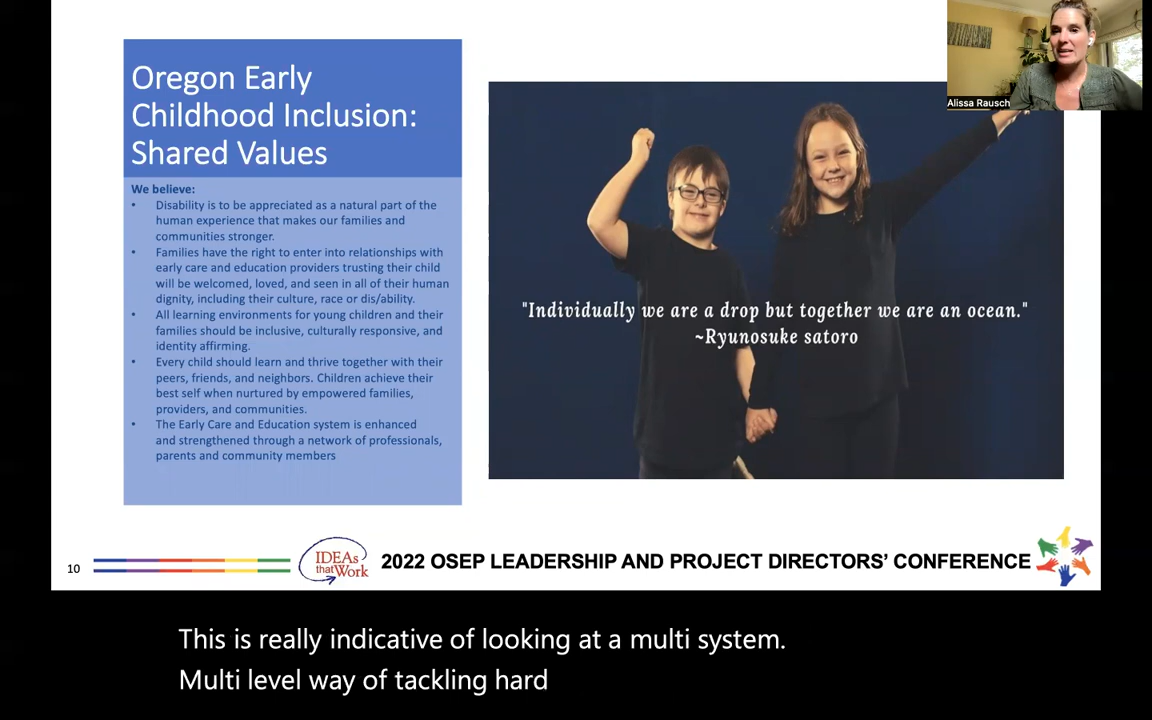 Alissa Rausch
Oregon Early
Childhood Inclusion:
Shared Values
We believe:
• Disability is to be appreciated as a natural part of the
human experience that makes our families and
communities stronger.
• Families have the right to enter into relationships with
early care and education providers trusting their child
will be welcomed, loved, and seen in all of their human
dignity, including their culture, race or dis/ability.
• All learning environments for young children and their
families should be inclusive, culturally responsive, and
identity affirming.
• Every child should learn and thrive together with their
peers, friends, and neighbors. Children achieve their
best self when nurtured by empowered families,
providers, and communities.
• The Early Care and Education system is enhanced
and strengthened through a network of professionals,
parents and community members
"Individually we are a drop but together we are an ocean."
~Ryunosuke satoro
10
IDEAs
that Work
2022 OSEP LEADERSHIP AND PROJECT DIRECTORS' CONFERENCE
This is really indicative of looking at a multi system.
Multi level way of tackling hard